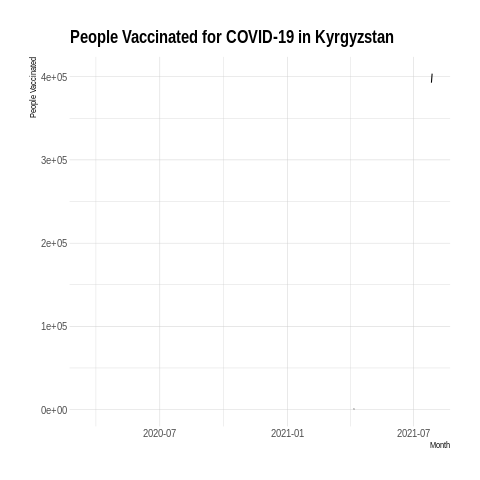 People Vaccinated for COVID-19 in Kyrgyzstan
People Vaccinated
4e+05
3e+05
2e+05
1e+05
0e+00
2020-07
2021-01
2021-07
Month